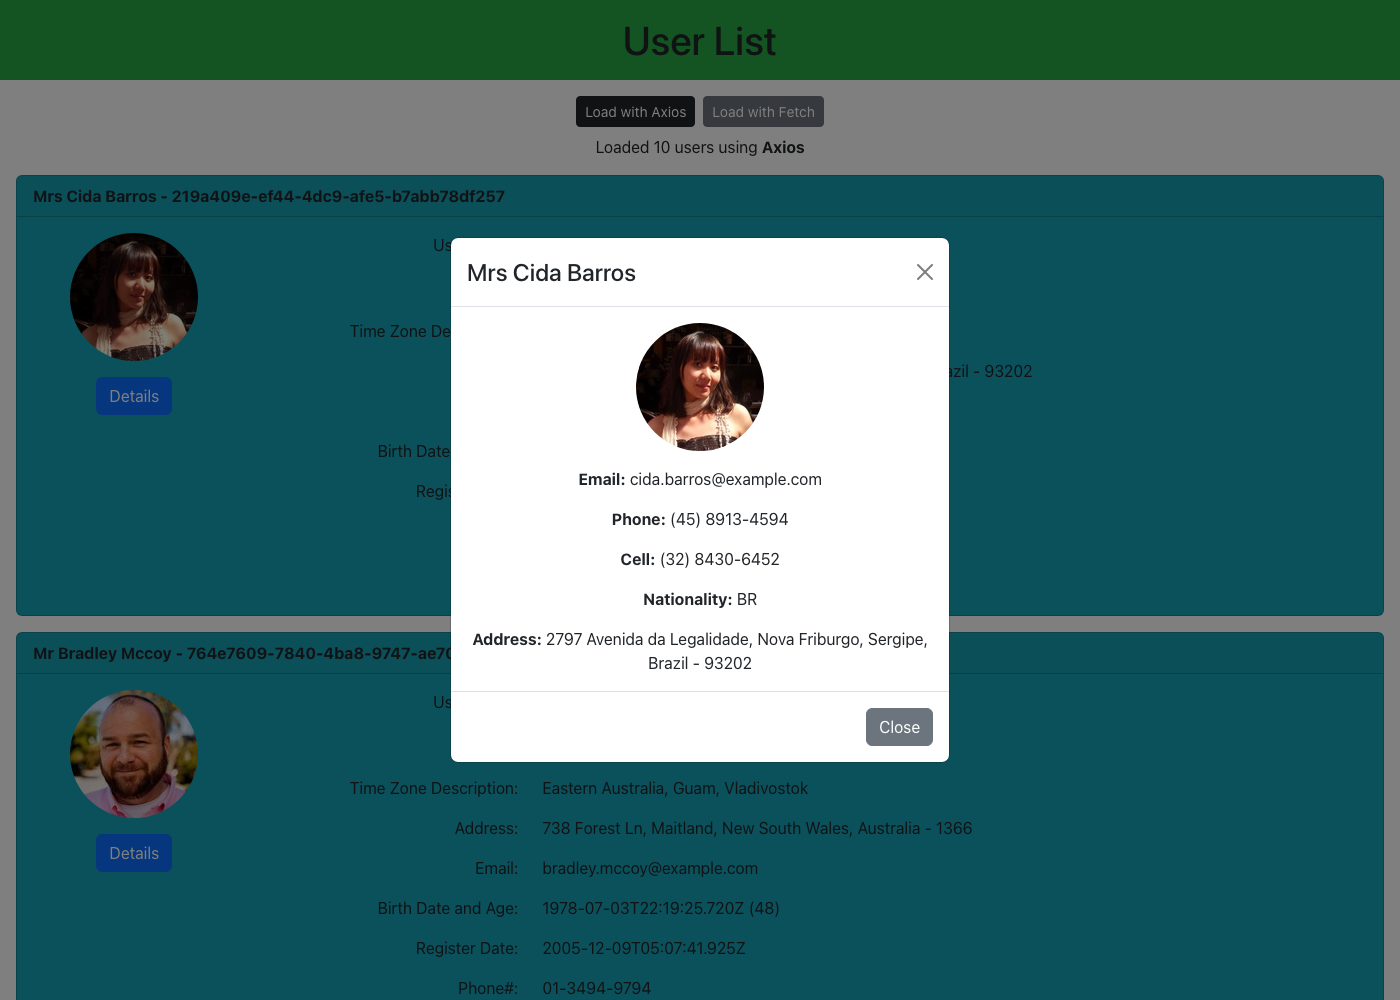 User List
Load with Axios Load with Fetch
Loaded 10 users using Axios
Mrs Cida Barros - 219a409e-ef44-4dc9-afe5-b7abb78df257
Details
Time Zone
93202
Birth Date
Mrs Cida Barros
Email: cida.barros@example.com
Phone: (45) 8913-4594
Cell: (32) 8430-6452
Nationality: BR
Address: 2797 Avenida da Legalidade, Nova Friburgo, Sergipe,
Brazil - 93202
Close
Mr Bradley Mccoy - 764e7609-7840-4ba8-9747-
Details
Time Zone Description: Eastern Australia, Guam, Vladivostok
Address: 738 Forest Ln, Maitland, New South Wales, Australia - 1366
Email: bradley.mccoy@example.com
Birth Date and Age: 1978-07-03T22:19:25.720Z (48)
Register Date: 2005-12-09T05:07:41.925Z
Phone#: 01-3494-9794